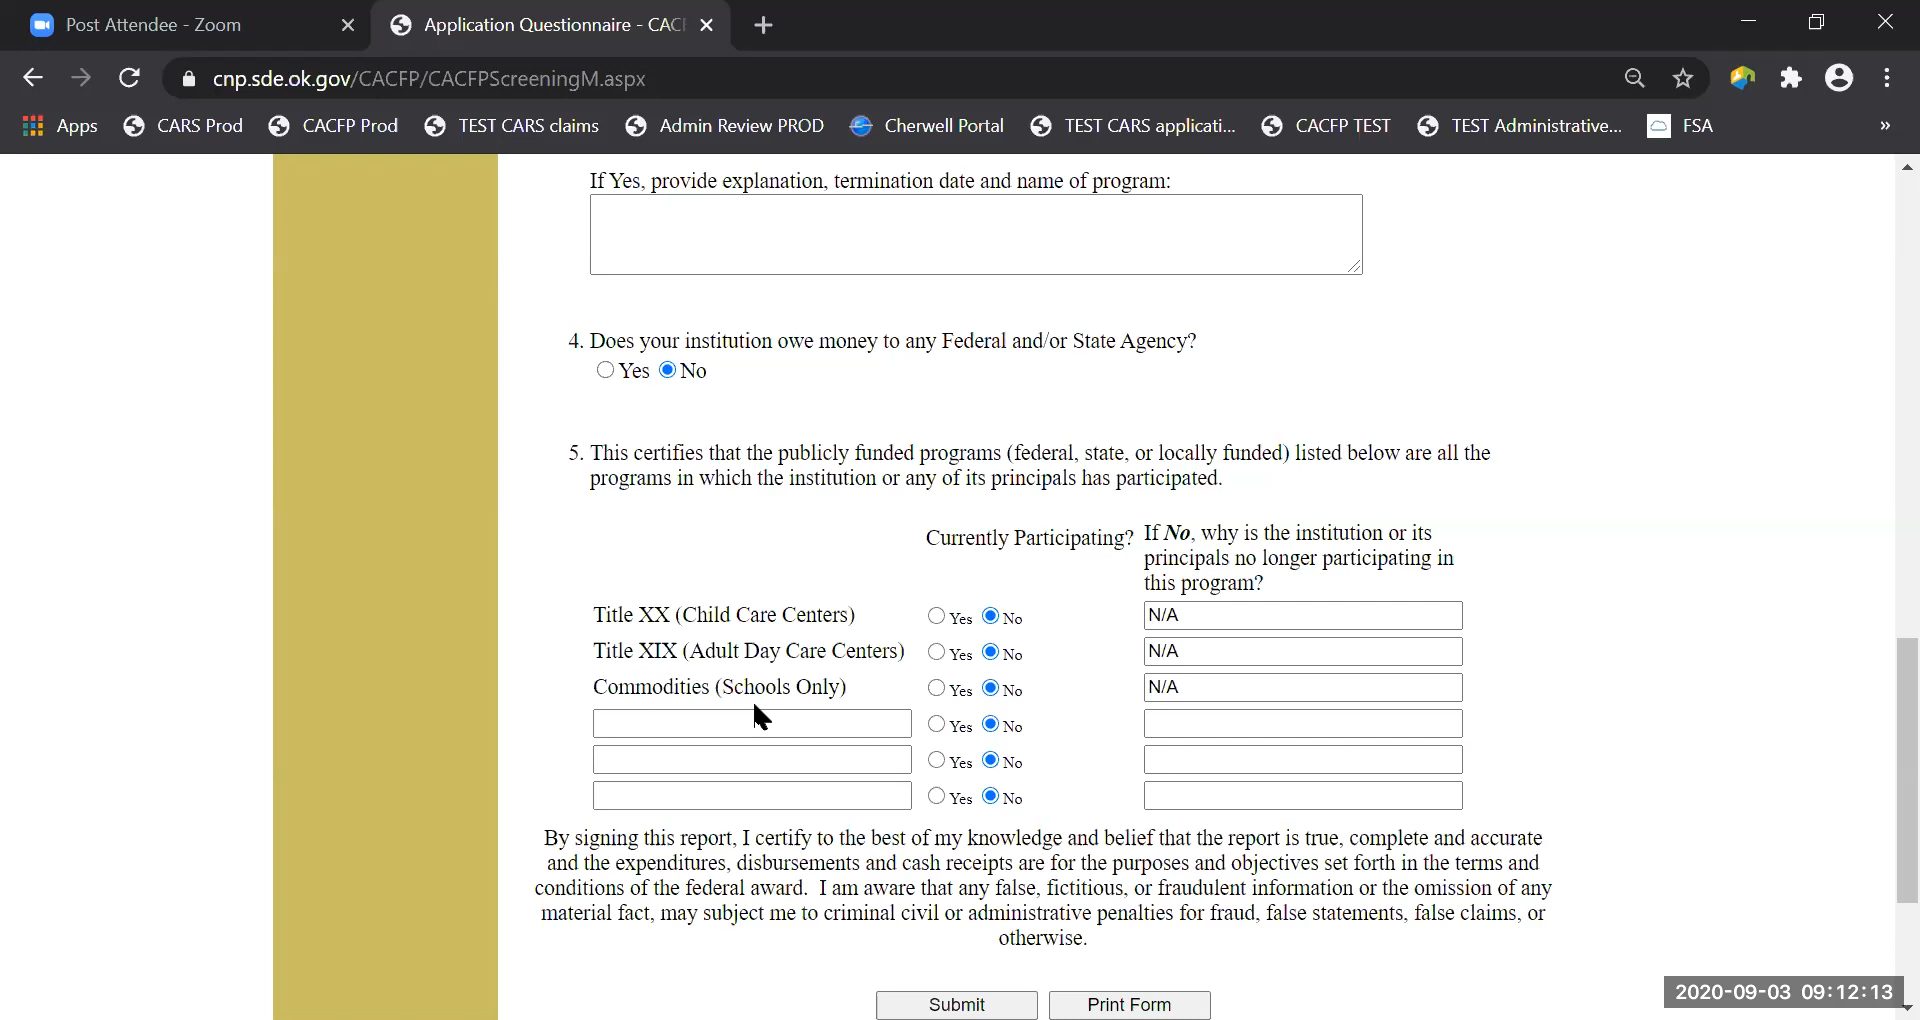 Post Attendee - Zoom
Application Questionnaire - CACF
cnp.sde.ok.gov/CACFP/CACFPScreeningM.aspx
Apps CARS Prod CACFP Prod TEST CARS claims Admin Review PROD Cherwell Portal TEST CARS applicati... CACFP TEST TEST Administrative... FSA »
If Yes, provide explanation, termination date and name of program:
4. Does your institution owe money to any Federal and/or State Agency?
Yes No
5. This certifies that the publicly funded programs (federal, state, or locally funded) listed below are all the
programs in which the institution or any of its principals has participated.
Currently Participating? If No, why is the institution or its
principals no longer participating in
this program?
Title XX (Child Care Centers) Yes No N/A
Title XIX (Adult Day Care Centers) Yes No N/A
Commodities (Schools Only) Yes No N/A
Yes No
Yes No
Yes No
By signing this report, I certify to the best of my knowledge and belief that the report is true, complete and accurate
and the expenditures, disbursements and cash receipts are for the purposes and objectives set forth in the terms and
conditions of the federal award. I am aware that any false, fictitious, or fraudulent information or the omission of any
material fact, may subject me to criminal civil or administrative penalties for fraud, false statements, false claims, or
otherwise.
Submit Print Form
2020-09-03 09:12:13